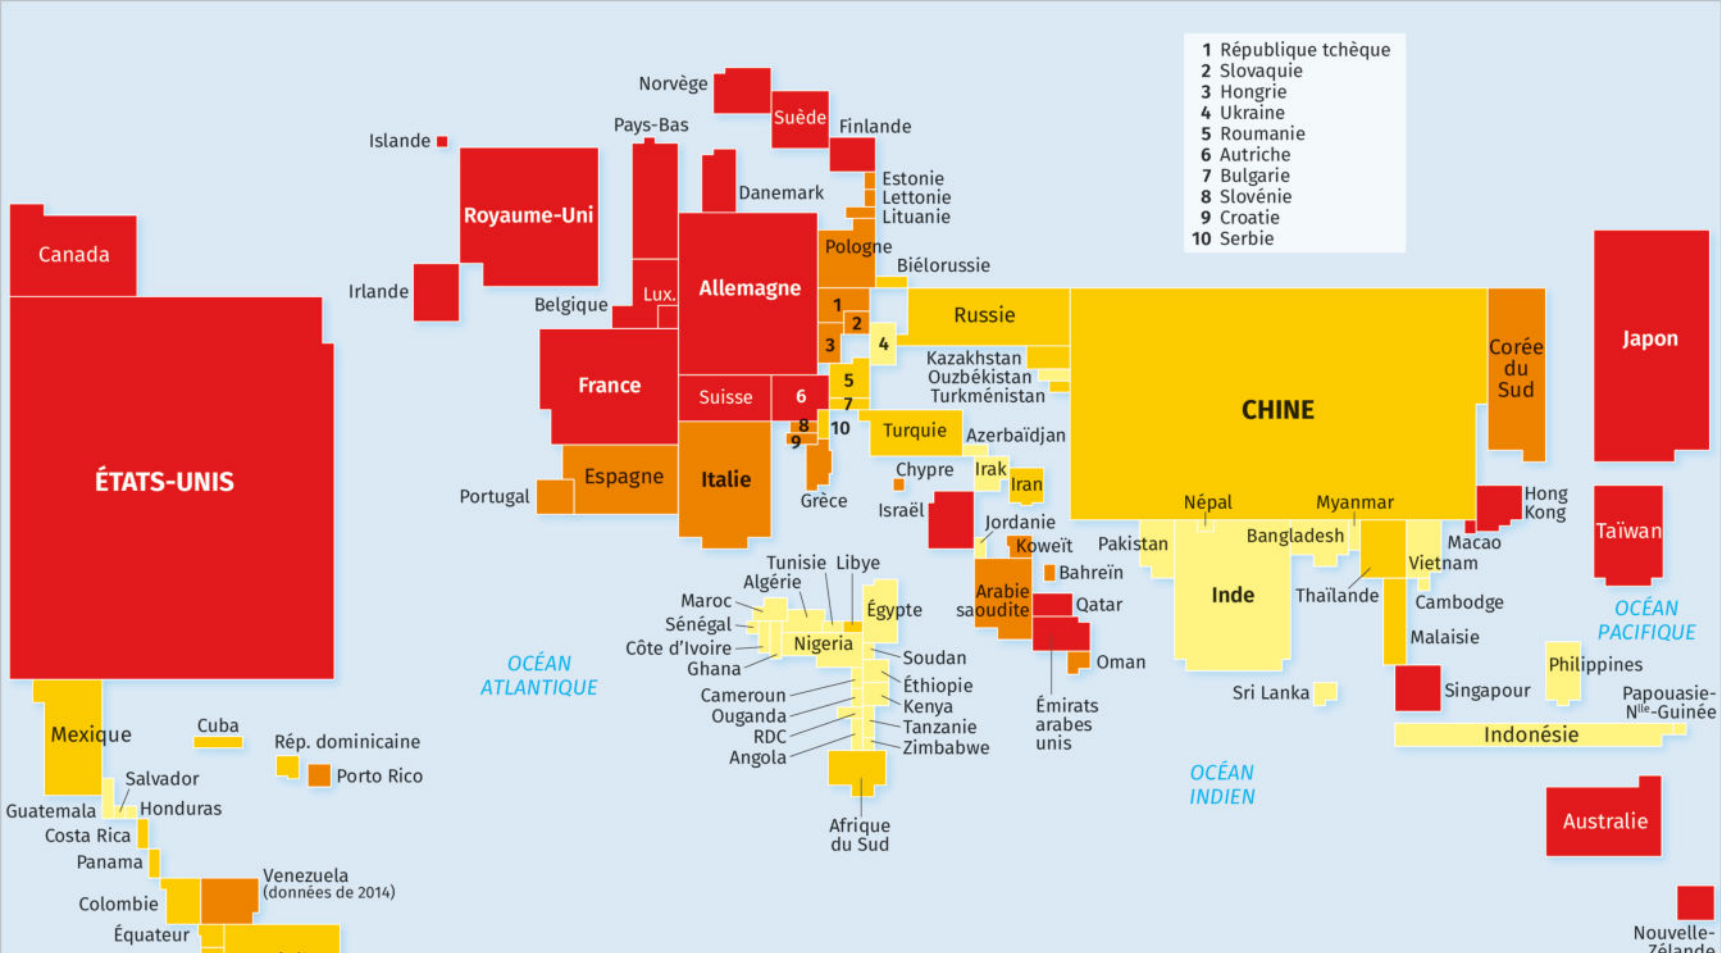 1 République tchèque
2 Slovaquie
3 Hongrie
4 Ukraine
5 Roumanie
6 Autriche
7 Bulgarie
8 Slovénie
9 Croatie
10 Serbie
Norvège
Suède
Finlande
Pays-Bas
Islande
Estonie
Lettonie
Lituanie
Danemark
Royaume-Uni
Pologne
Canada
Biélorussie
Irlande
Allemagne
Belgique
Lux.
1
2
3
4
5
6
7
8
9
10
Russie
Kazakhstan
Ouzbékistan
Turkménistan
Corée
du
Sud
Japon
France
Suisse
CHINE
Turquie
Azerbaïdjan
ÉTATS-UNIS
Espagne
Italie
Portugal
Grèce
Chypre
Irak
Iran
Israël
Jordanie
Koweït
Bahreïn
Arabie
saoudite
Qatar
Oman
Émirats
arabes
unis
Népal
Myanmar
Hong
Kong
Macao
Taïwan
Pakistan
Bangladesh
Vietnam
Inde
Thaïlande
Cambodge
Malaisie
OCÉAN
PACIFIQUE
Tunisie
Libye
Algérie
Maroc
Égypte
Sénégal
Côte d'Ivoire
Nigeria
Ghana
Soudan
Cameroun
Éthiopie
Ouganda
Kenya
RDC
Tanzanie
Angola
Zimbabwe
Afrique
du Sud
OCÉAN
ATLANTIQUE
Sri Lanka
Singapour
Philippines
Papouasie-
Nlle-Guinée
Indonésie
OCÉAN
INDIEN
Australie
Nouvelle-
Zélande
Mexique
Cuba
Rép. dominicaine
Porto Rico
Salvador
Guatemala
Honduras
Costa Rica
Panama
Venezuela
(données de 2014)
Colombie
Équateur